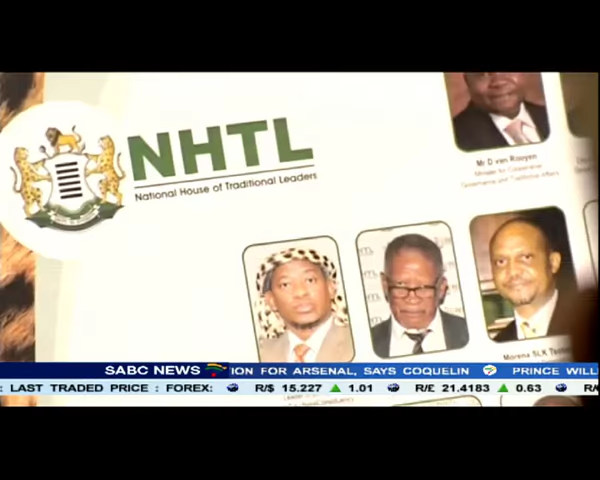 NHTL
National House of Traditional Leaders
Mr D van Rooyen
Minister for Cooperative
Governance and Traditional Affairs
NHTL
Morena SLK
SABC NEWS
ION FOR ARSENAL, SAYS COQUELIN
PRINCE WILL
: LAST TRADED PRICE : FOREX: R/$ 15.227 1.01 R/£ 21.4183 0.63